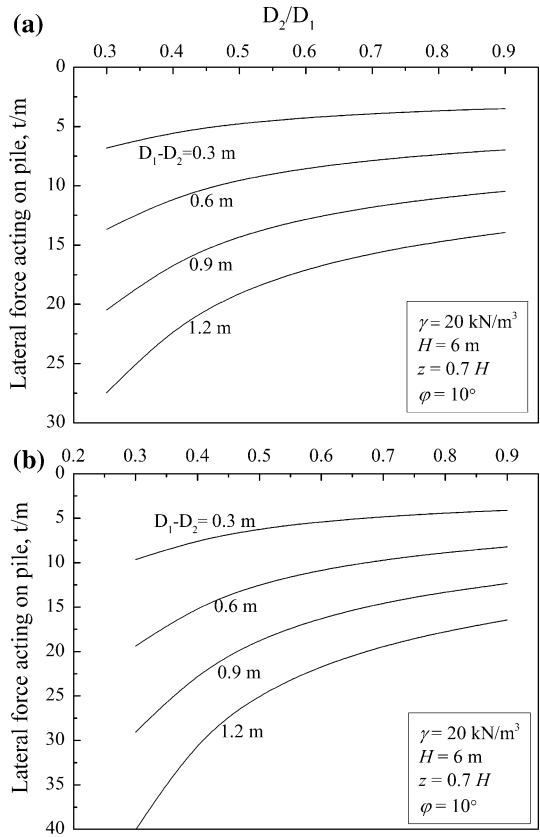 (a)
D₂/D₁
0.3 0.4 0.5 0.6 0.7 0.8 0.9
0
5
10
15
20
25
30
Lateral force acting on pile, t/m
D₁-D₂=0.3 m
0.6 m
0.9 m
1.2 m
γ = 20 kN/m³
H = 6 m
z = 0.7 H
φ = 10°
(b)
0.2 0.3 0.4 0.5 0.6 0.7 0.8 0.9
0
5
10
15
20
25
30
35
40
Lateral force acting on pile, t/m
D₁-D₂= 0.3 m
0.6 m
0.9 m
1.2 m
γ = 20 kN/m³
H = 6 m
z = 0.7 H
φ = 10°